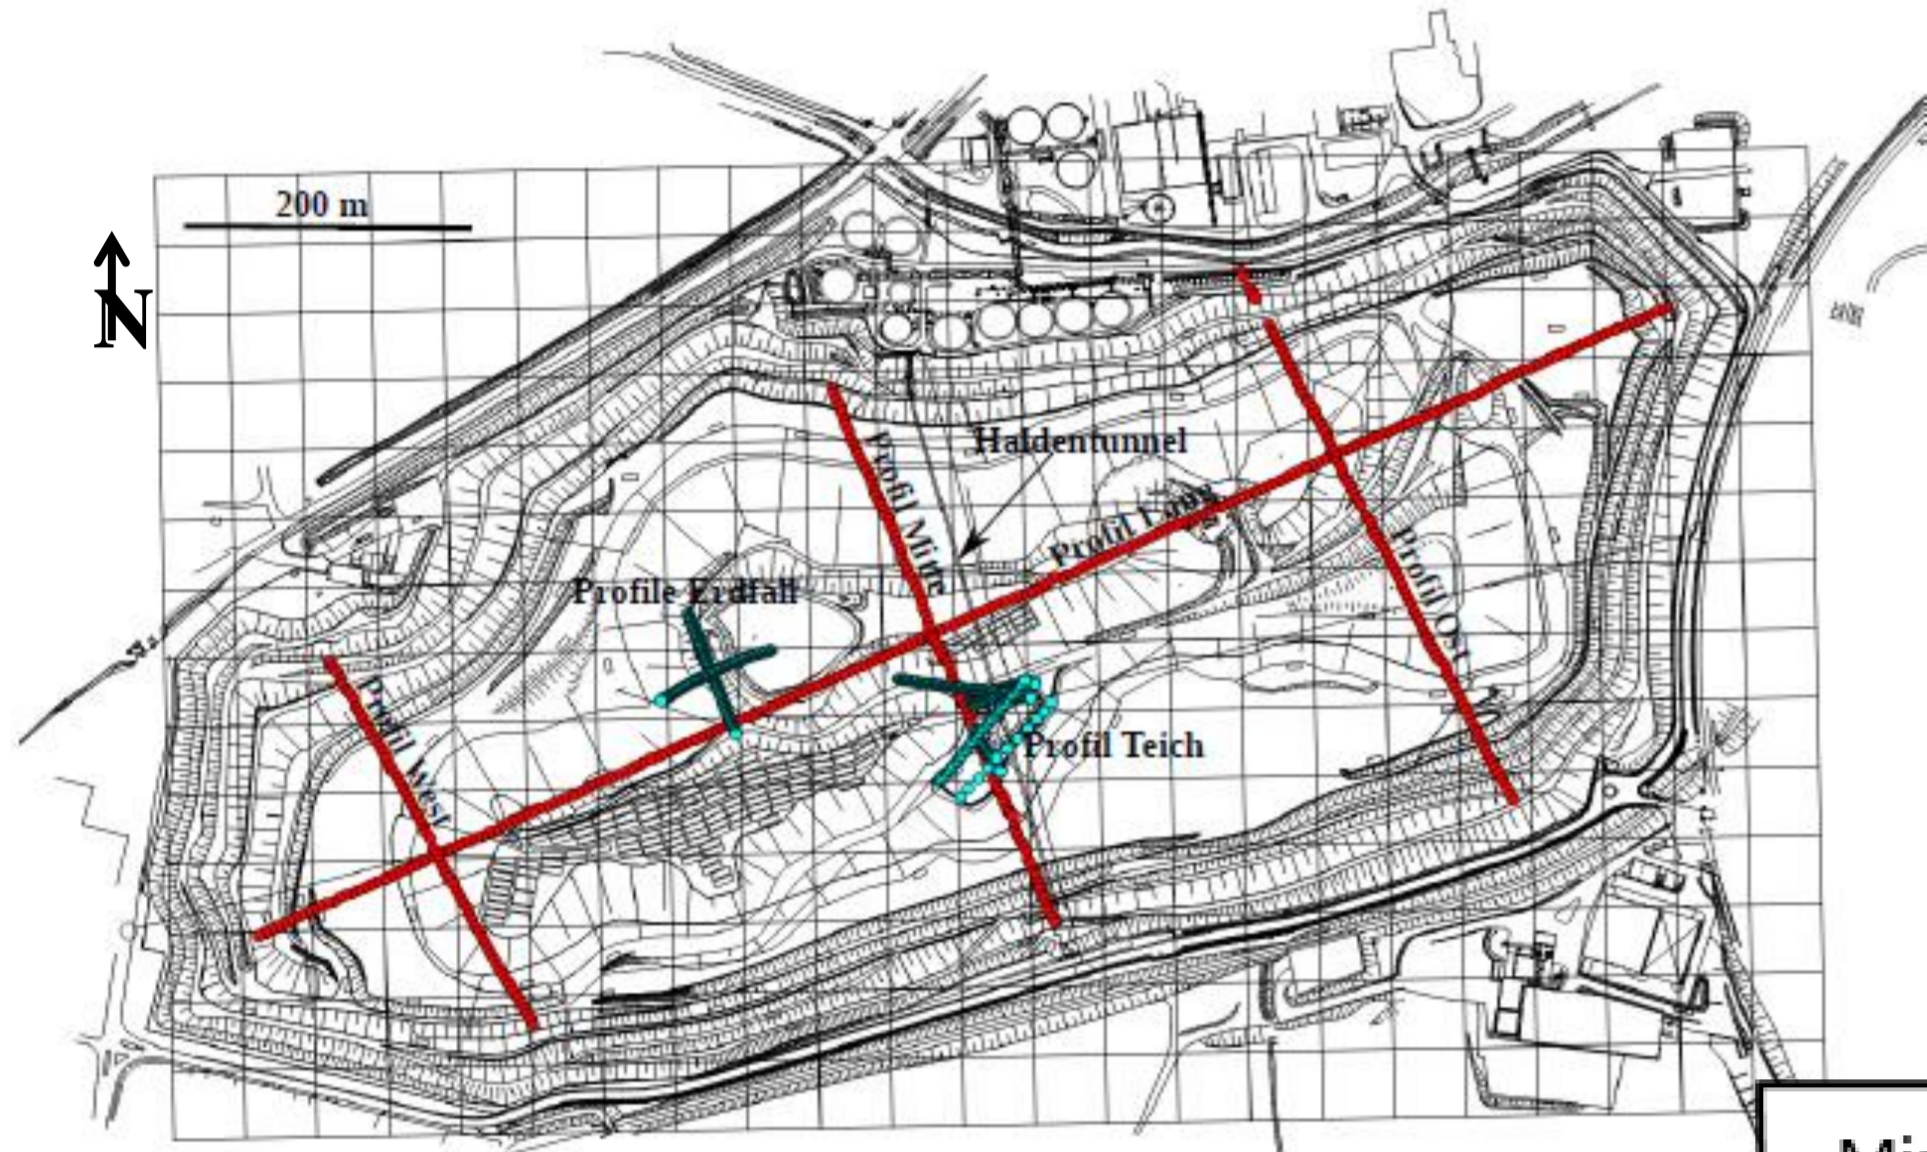 200 m
N
Haldentunnel
Profil Mitte
Profil Lang
Profile Erdfall
Profil Ost
Profil West
Profil Teich